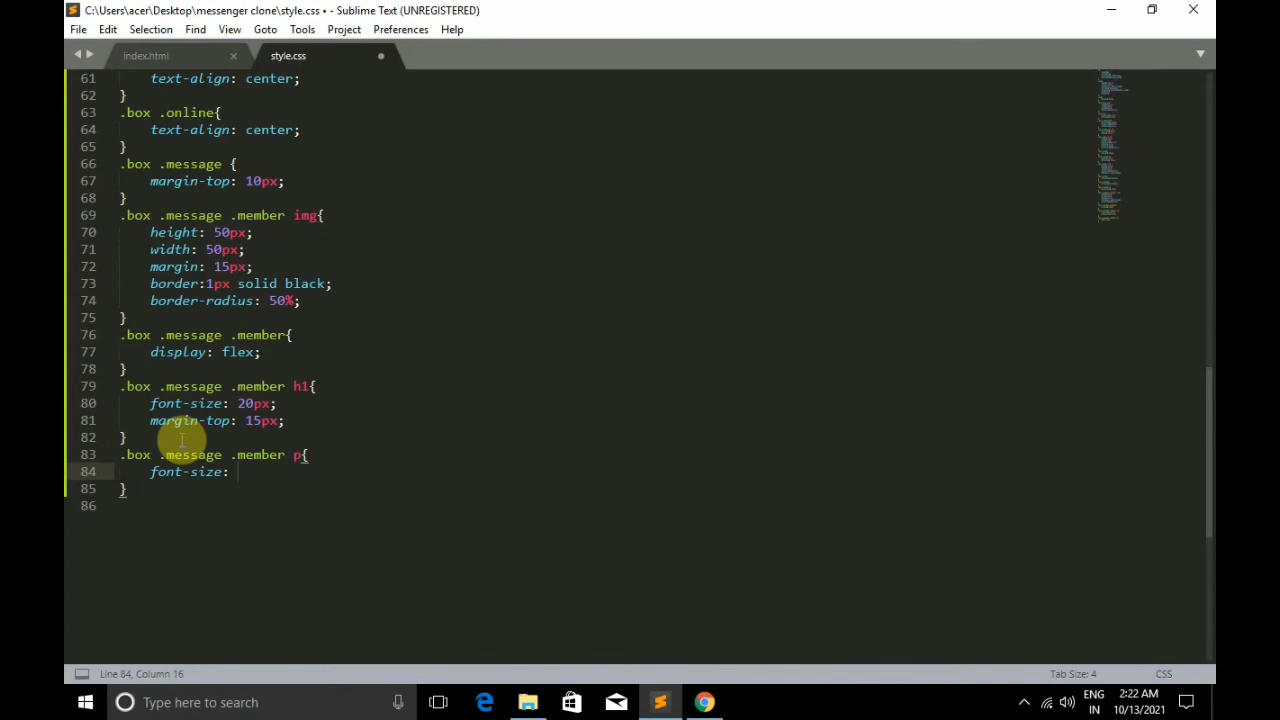 C:\Users\acer\Desktop\messenger clone\style.css • - Sublime Text (UNREGISTERED)
File Edit Selection Find View Goto Tools Project Preferences Help
index.html style.css
61 text-align: center;
62 }
63 .box .online{
64 text-align: center;
65 }
66 .box .message {
67 margin-top: 10px;
68 }
69 .box .message .member img{
70 height: 50px;
71 width: 50px;
72 margin: 15px;
73 border:1px solid black;
74 border-radius: 50%;
75 }
76 .box .message .member{
77 display: flex;
78 }
79 .box .message .member h1{
80 font-size: 20px;
81 margin-top: 15px;
82 }
83 .box .message .member p{
84 font-size:
85 }
86
Line 84, Column 16 Tab Size: 4 CSS
Type here to search
ENG 2:22 AM
IN 10/13/2021